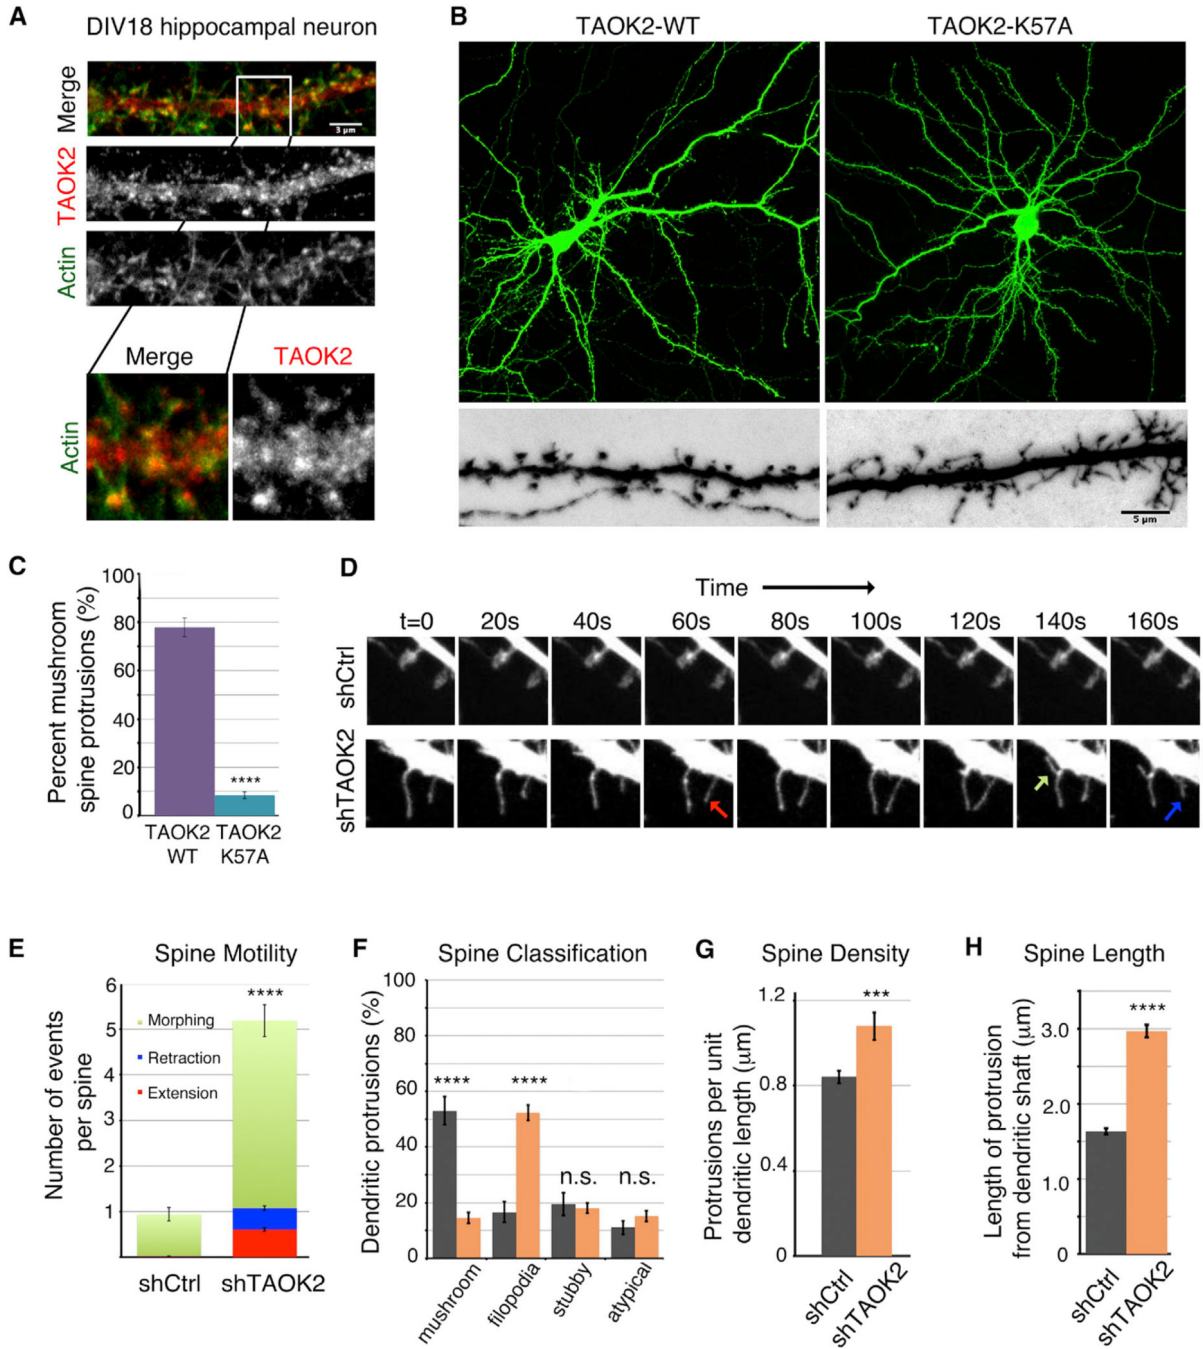 A
DIV18 hippocampal neuron
Merge
3 μm
TAOK2
Actin
Merge
TAOK2
Actin
B
TAOK2-WT
TAOK2-K57A
5 μm
C
Percent mushroom
spine protrusions (%)
100
80
60
40
20
0
****
TAOK2
WT
TAOK2
K57A
D
Time
t=0
20s
40s
60s
80s
100s
120s
140s
160s
shCtrl
shTAOK2
E
Spine Motility
Number of events
per spine
6
5
4
3
2
1
****
Morphing
Retraction
Extension
shCtrl
shTAOK2
F
Spine Classification
Dendritic protrusions (%)
100
80
60
40
20
0
****
****
n.s.
n.s.
mushroom
filopodia
stubby
atypical
G
Spine Density
Protrusions per unit
dendritic length (μm)
1.2
0.8
0.4
0
***
shCtrl
shTAOK2
H
Spine Length
Length of protrusion
from dendritic shaft (μm)
3.0
2.0
1.0
0
****
shCtrl
shTAOK2